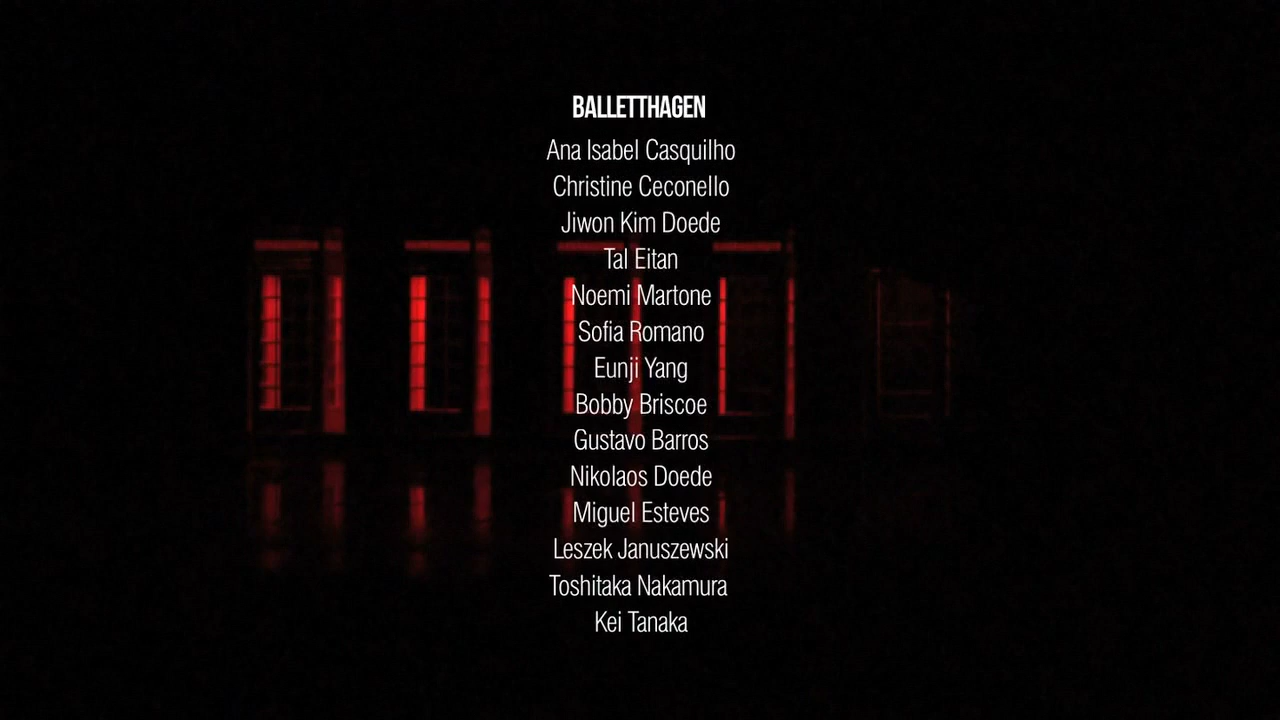 BALLETTHAGEN
Ana Isabel Casquilho
Christine Ceconello
Jiwon Kim Doede
Tal Eitan
Noemi Martone
Sofia Romano
Eunji Yang
Bobby Briscoe
Gustavo Barros
Nikolaos Doede
Miguel Esteves
Leszek Januszewski
Toshitaka Nakamura
Kei Tanaka